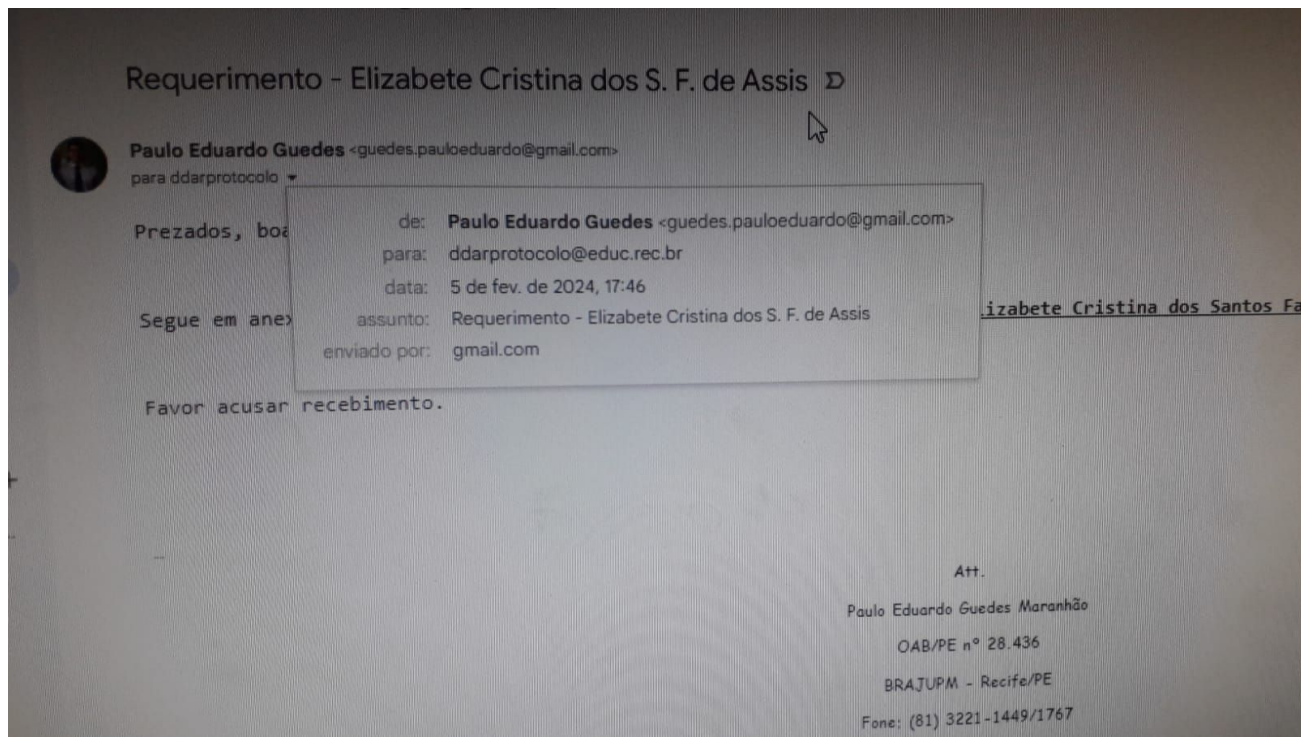 Requerimento - Elizabete Cristina dos S. F. de Assis
Paulo Eduardo Guedes <guedes.pauloeduardo@gmail.com>
para ddarprotocolo
de: Paulo Eduardo Guedes <guedes.pauloeduardo@gmail.com>
Prezados, boa
para: ddarprotocolo@educ.rec.br
data: 5 de fev. de 2024, 17:46
Segue em anex
assunto: Requerimento - Elizabete Cristina dos S. F. de Assis
izabete Cristina dos Santos Fa
enviado por: gmail.com
Favor acusar recebimento.
Att.
Paulo Eduardo Guedes Maranhão
OAB/PE nº 28.436
BRAJUPM - Recife/PE
Fone: (81) 3221-1449/1767